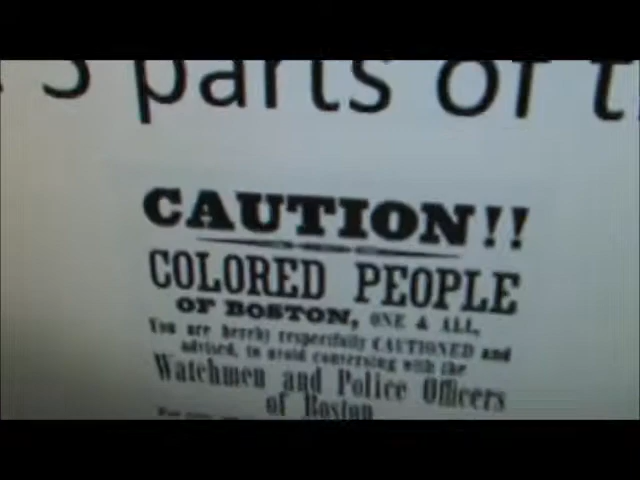 5 parts of t
CAUTION!!
COLORED PEOPLE
OF BOSTON, ONE & ALL,
You are hereby respectfully CAUTIONED and
advised, to avoid conversing with the
Watchmen and Police Officers
of Boston